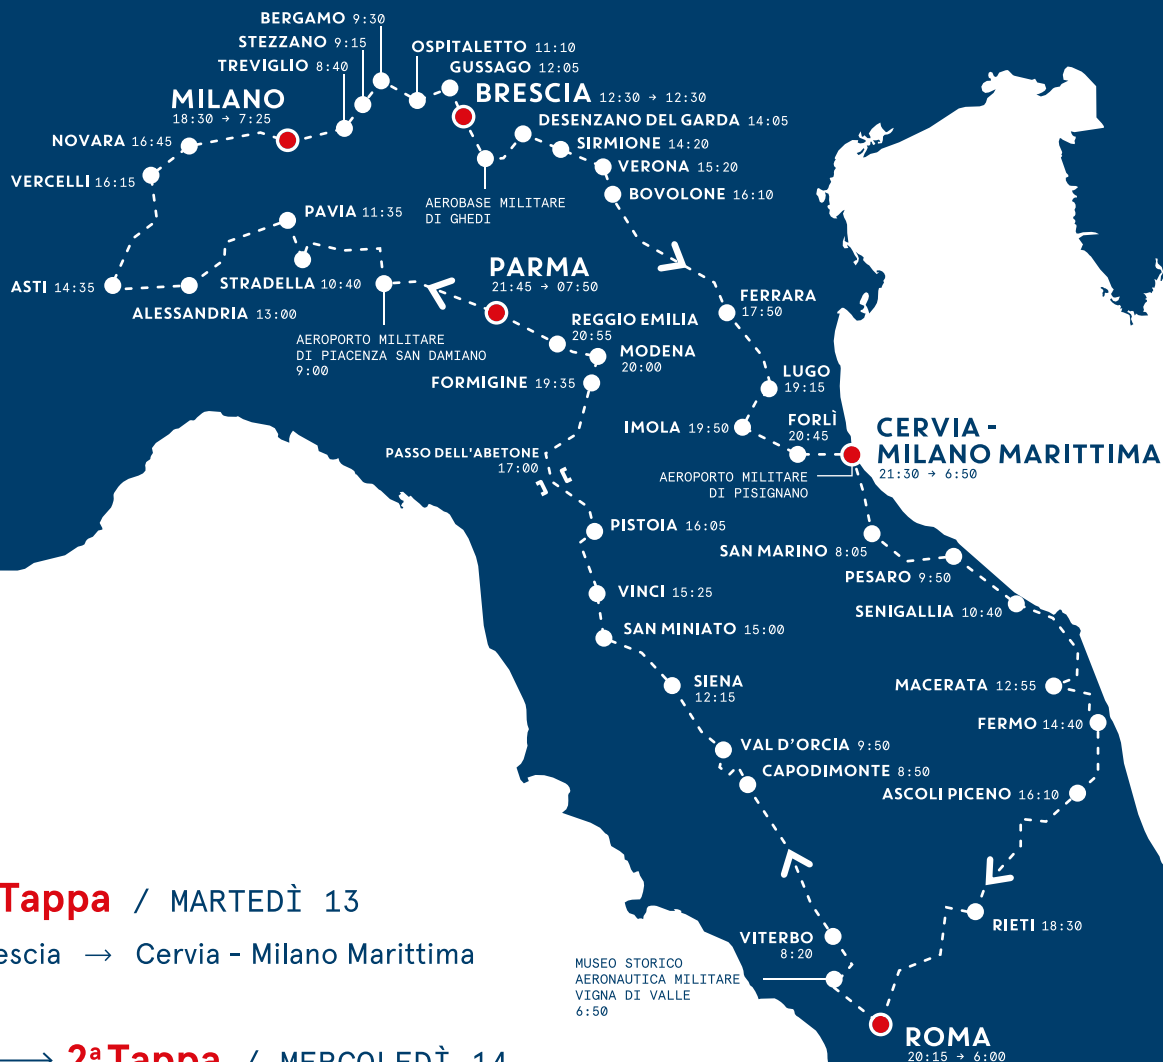 BERGAMO 9:30
STEZZANO 9:15
OSPITALETTO 11:10
TREVIGLIO 8:40
GUSSAGO 12:05
MILANO
18:30 → 7:25
BRESCIA 12:30 → 12:30
DESENZANO DEL GARDA 14:05
NOVARA 16:45
SIRMIONE 14:20
VERONA 15:20
VERCELLI 16:15
BOVOLONE 16:10
AEROBASE MILITARE
DI GHEDI
PAVIA 11:35
PARMA
21:45 → 07:50
ASTI 14:35
STRADELLA 10:40
FERRARA
17:50
ALESSANDRIA 13:00
REGGIO EMILIA
20:55
AEROPORTO MILITARE
DI PIACENZA SAN DAMIANO
9:00
MODENA
20:00
FORMIGINE 19:35
LUGO
19:15
IMOLA 19:50
FORLÌ
20:45
CERVIA -
MILANO MARITTIMA
21:30 → 6:50
PASSO DELL'ABETONE
17:00
AEROPORTO MILITARE
DI PISIGNANO
PISTOIA 16:05
SAN MARINO 8:05
PESARO 9:50
VINCI 15:25
SENIGALLIA 10:40
SAN MINIATO 15:00
SIENA
12:15
MACERATA 12:55
FERMO 14:40
VAL D'ORCIA 9:50
CAPODIMONTE 8:50
ASCOLI PICENO 16:10
Tappa / MARTEDÌ 13
escia → Cervia - Milano Marittima
RIETI 18:30
VITERBO
8:20
MUSEO STORICO
AERONAUTICA MILITARE
VIGNA DI VALLE
6:50
ROMA
20:15 → 6:00
→ 2ª Tappa / MERCOLEDÌ 14